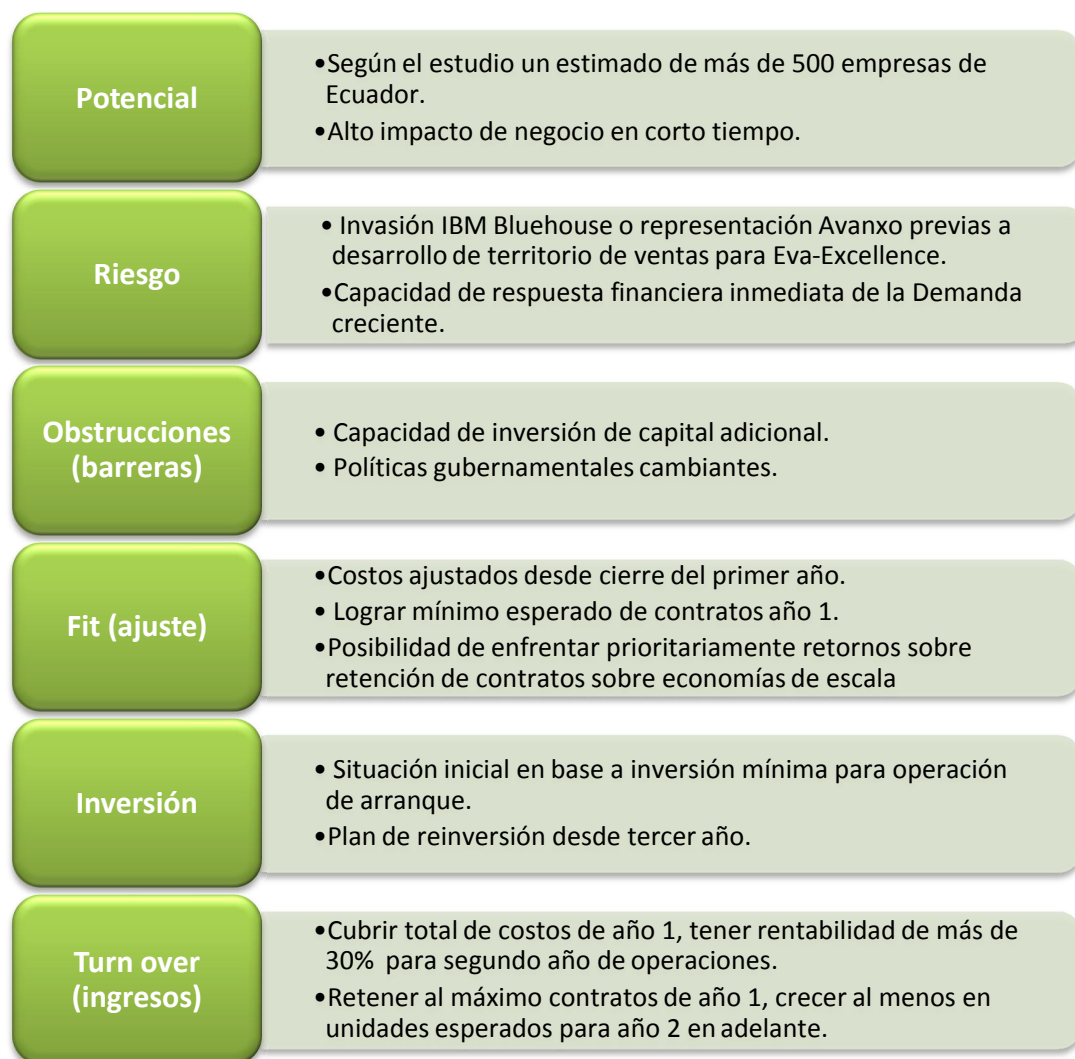 Potencial
•Según el estudio un estimado de más de 500 empresas de
Ecuador.
•Alto impacto de negocio en corto tiempo.
Riesgo
• Invasión IBM Bluehouse o representación Avanxo previas a
desarrollo de territorio de ventas para Eva-Excellence.
•Capacidad de respuesta financiera inmediata de la Demanda
creciente.
Obstrucciones
(barreras)
• Capacidad de inversión de capital adicional.
• Políticas gubernamentales cambiantes.
Fit (ajuste)
•Costos ajustados desde cierre del primer año.
• Lograr mínimo esperado de contratos año 1.
•Posibilidad de enfrentar prioritariamente retornos sobre
retención de contratos sobre economías de escala
Inversión
• Situación inicial en base a inversión mínima para operación
de arranque.
•Plan de reinversión desde tercer año.
Turn over
(ingresos)
•Cubrir total de costos de año 1, tener rentabilidad de más de
30% para segundo año de operaciones.
•Retener al máximo contratos de año 1, crecer al menos en
unidades esperados para año 2 en adelante.